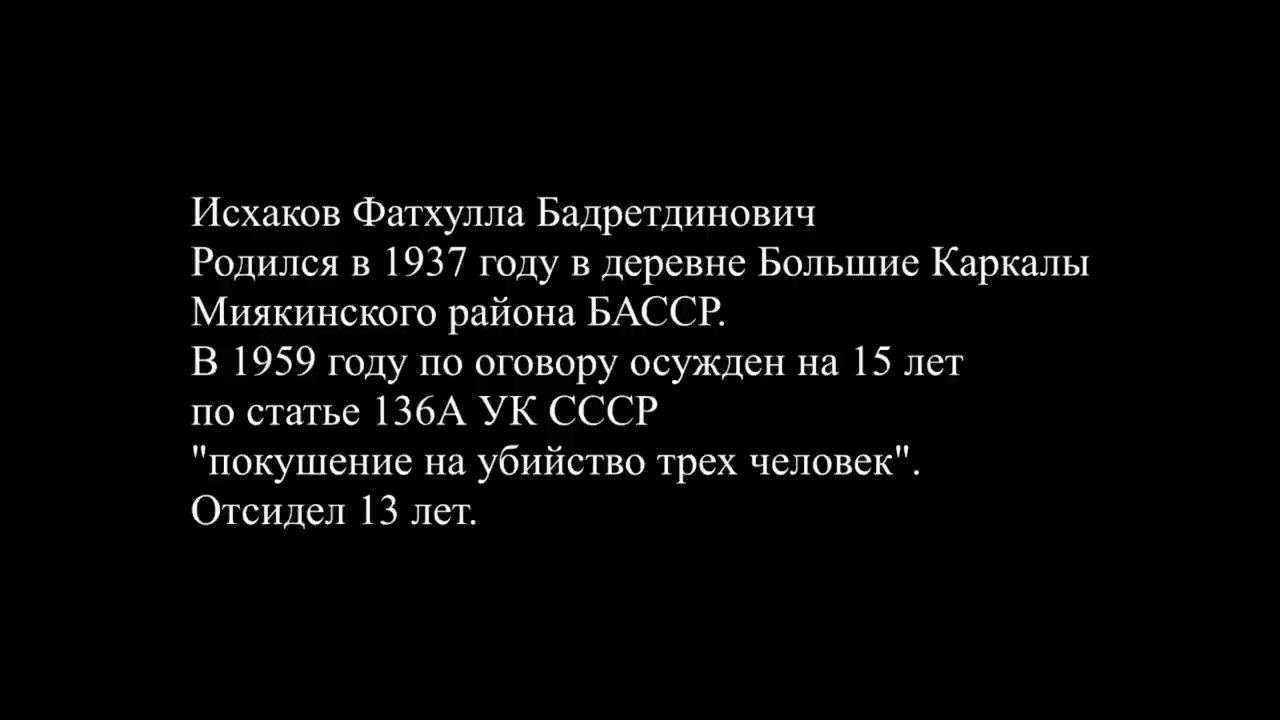 Исхаков Фатхулла Бадретдинович
Родился в 1937 году в деревне Большие Каркалы
Миякинского района БАССР.
В 1959 году по оговору осужден на 15 лет
по статье 136А УК СССР
"покушение на убийство трех человек".
Отсидел 13 лет.